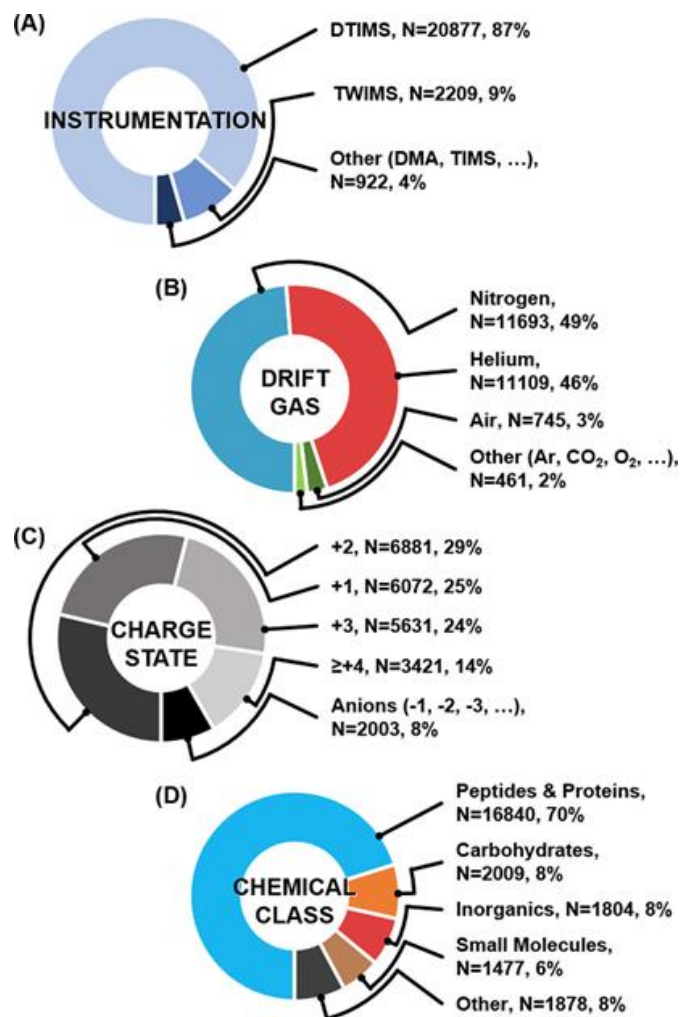 (A)
INSTRUMENTATION
DTIMS, N=20877, 87%
TWIMS, N=2209, 9%
Other (DMA, TIMS, ...),
N=922, 4%
(B)
DRIFT
GAS
Nitrogen,
N=11693, 49%
Helium,
N=11109, 46%
Air, N=745, 3%
Other (Ar, CO₂, O₂, ...),
N=461, 2%
(C)
CHARGE
STATE
+2, N=6881, 29%
+1, N=6072, 25%
+3, N=5631, 24%
≥+4, N=3421, 14%
Anions (-1, -2, -3, ...),
N=2003, 8%
(D)
CHEMICAL
CLASS
Peptides & Proteins,
N=16840, 70%
Carbohydrates,
N=2009, 8%
Inorganics, N=1804, 8%
Small Molecules,
N=1477, 6%
Other, N=1878, 8%